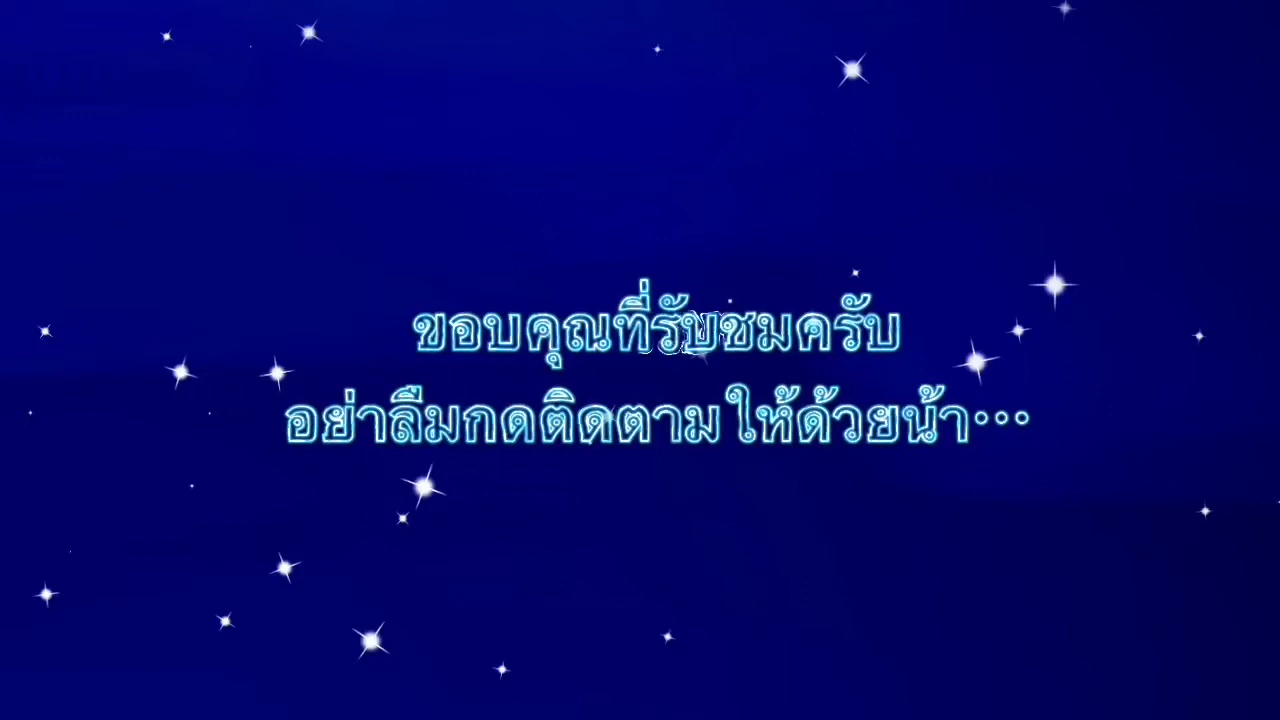 ขอบคุณที่รับชมครับ
อย่าลืมกดติดตาม ให้ด้วยน้า…